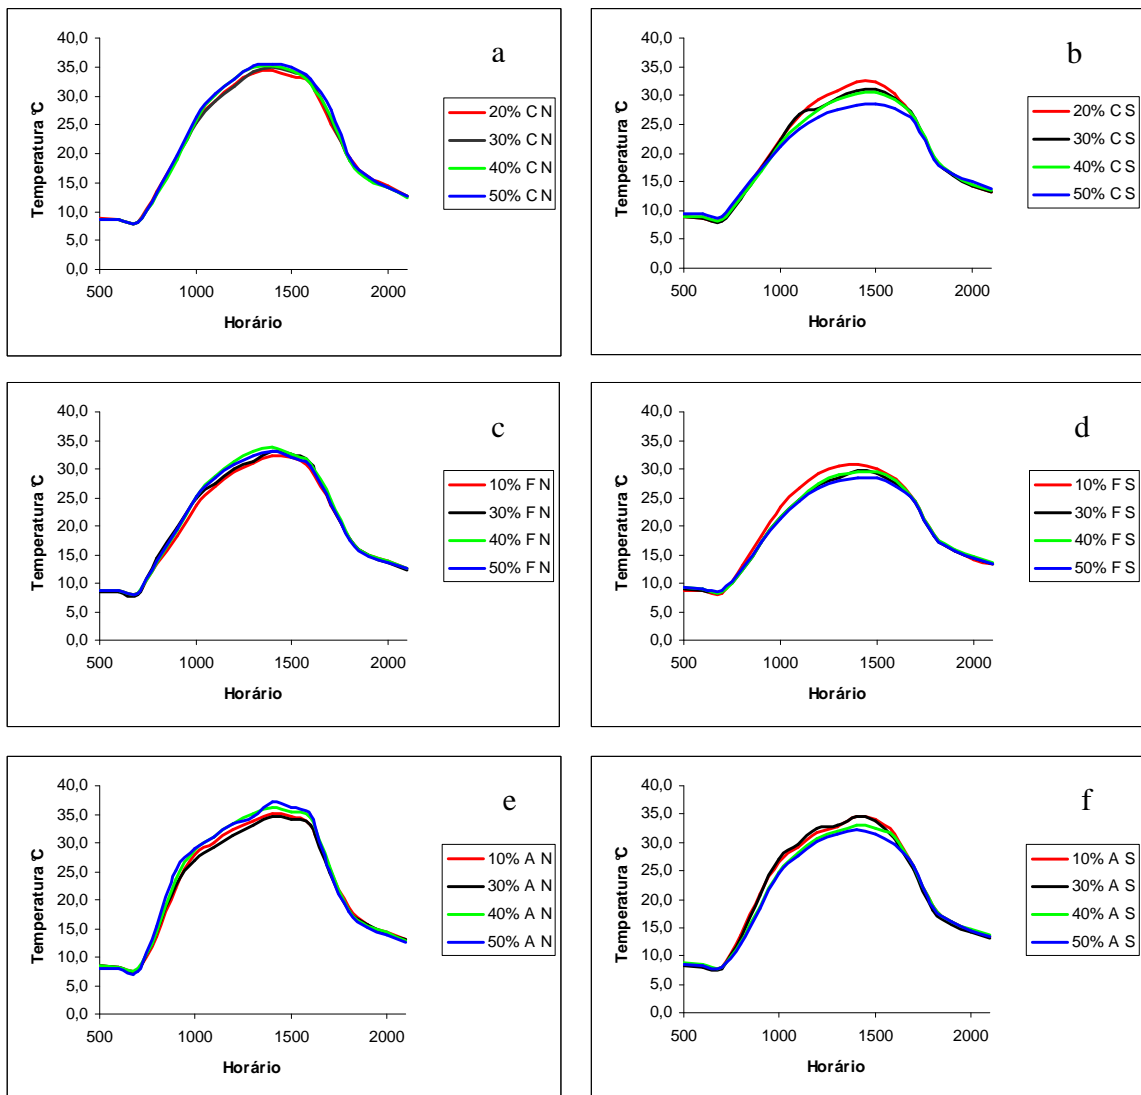 a
40,0
35,0
30,0
25,0
20,0
15,0
10,0
5,0
0,0
500 1000 1500 2000
Temperatura °C
Horário
20% C N
30% C N
40% C N
50% C N
b
40,0
35,0
30,0
25,0
20,0
15,0
10,0
5,0
0,0
500 1000 1500 2000
Temperatura °C
Horário
20% C S
30% C S
40% C S
50% C S
c
40,0
35,0
30,0
25,0
20,0
15,0
10,0
5,0
0,0
500 1000 1500 2000
Temperatura °C
Horário
10% F N
30% F N
40% F N
50% F N
d
40,0
35,0
30,0
25,0
20,0
15,0
10,0
5,0
0,0
500 1000 1500 2000
Temperatura °C
Horário
10% F S
30% F S
40% F S
50% F S
e
40,0
35,0
30,0
25,0
20,0
15,0
10,0
5,0
0,0
500 1000 1500 2000
Temperatura °C
Horário
10% A N
30% A N
40% A N
50% A N
f
40,0
35,0
30,0
25,0
20,0
15,0
10,0
5,0
0,0
500 1000 1500 2000
Temperatura °C
Horário
10% A S
30% A S
40% A S
50% A S